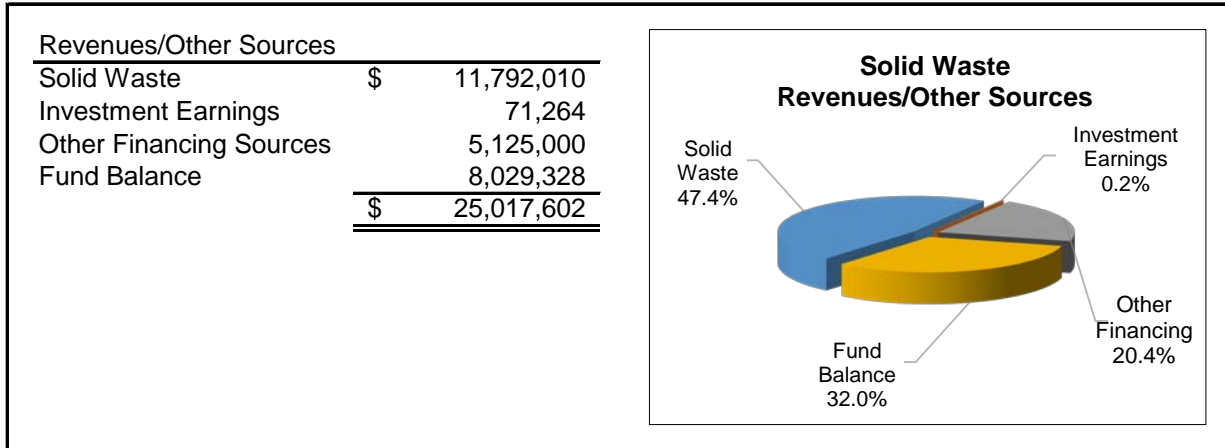 Revenues/Other Sources
Solid Waste $ 11,792,010
Investment Earnings 71,264
Other Financing Sources 5,125,000
Fund Balance 8,029,328
$ 25,017,602
Solid Waste
Revenues/Other Sources
Solid
Waste
47.4%
Investment
Earnings
0.2%
Other
Financing
20.4%
Fund
Balance
32.0%